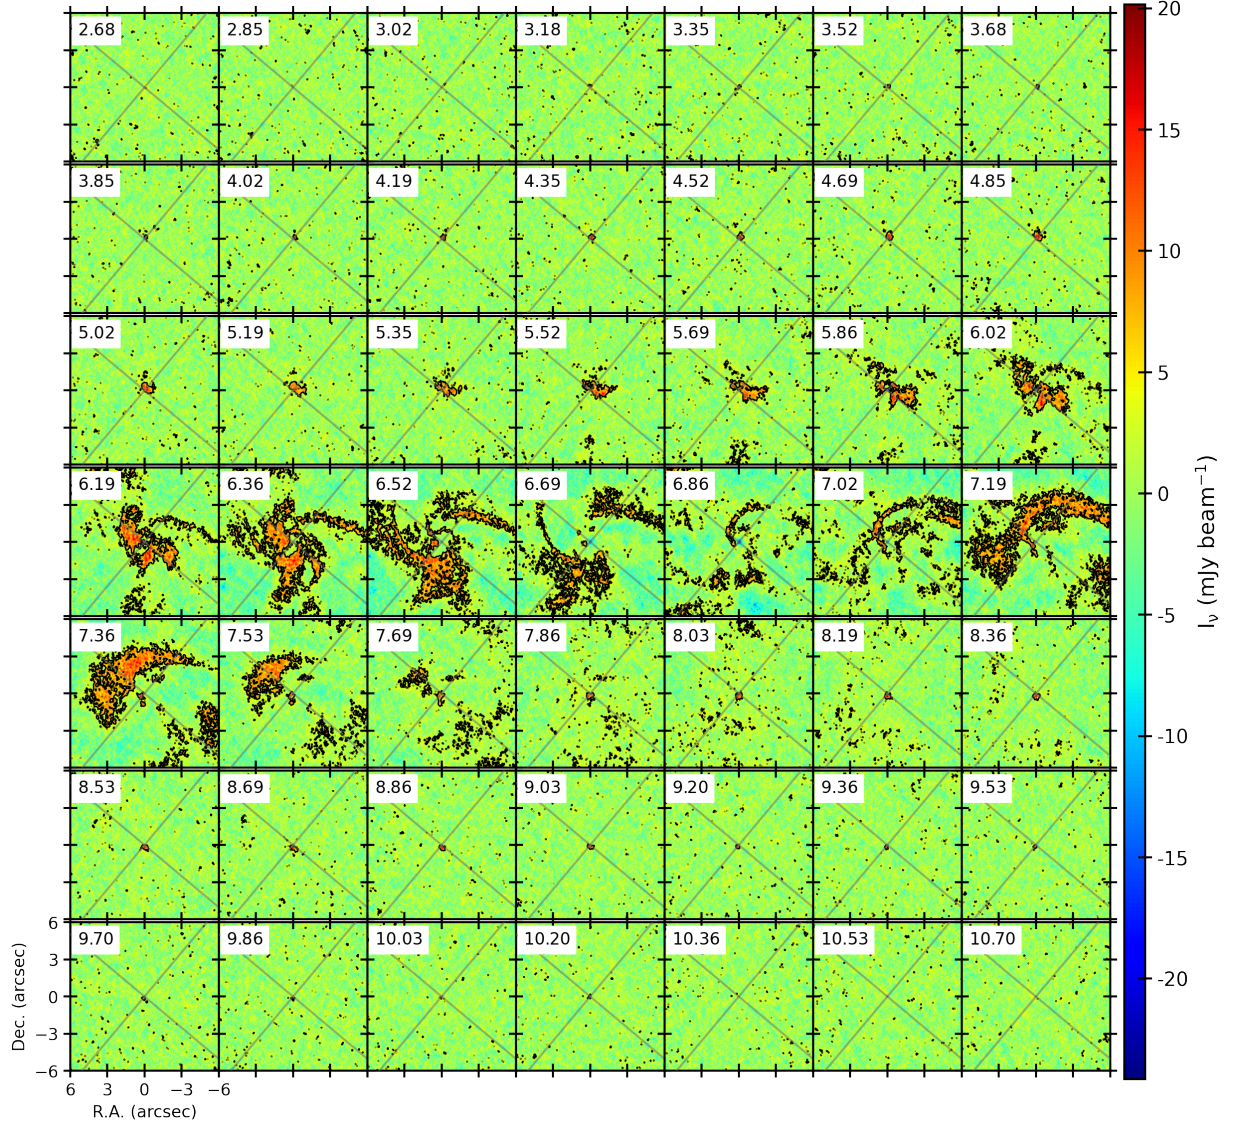 2.68 2.85 3.02 3.18 3.35 3.52 3.68
3.85 4.02 4.19 4.35 4.52 4.69 4.85
5.02 5.19 5.35 5.52 5.69 5.86 6.02
6.19 6.36 6.52 6.69 6.86 7.02 7.19
7.36 7.53 7.69 7.86 8.03 8.19 8.36
8.53 8.69 8.86 9.03 9.20 9.36 9.53
9.70 9.86 10.03 10.20 10.36 10.53 10.70
6
3
0
−3
−6
Dec. (arcsec)
6 3 0 −3 −6
R.A. (arcsec)
20
15
10
5
0
-5
-10
-15
-20
Iν (mJy beam−1)